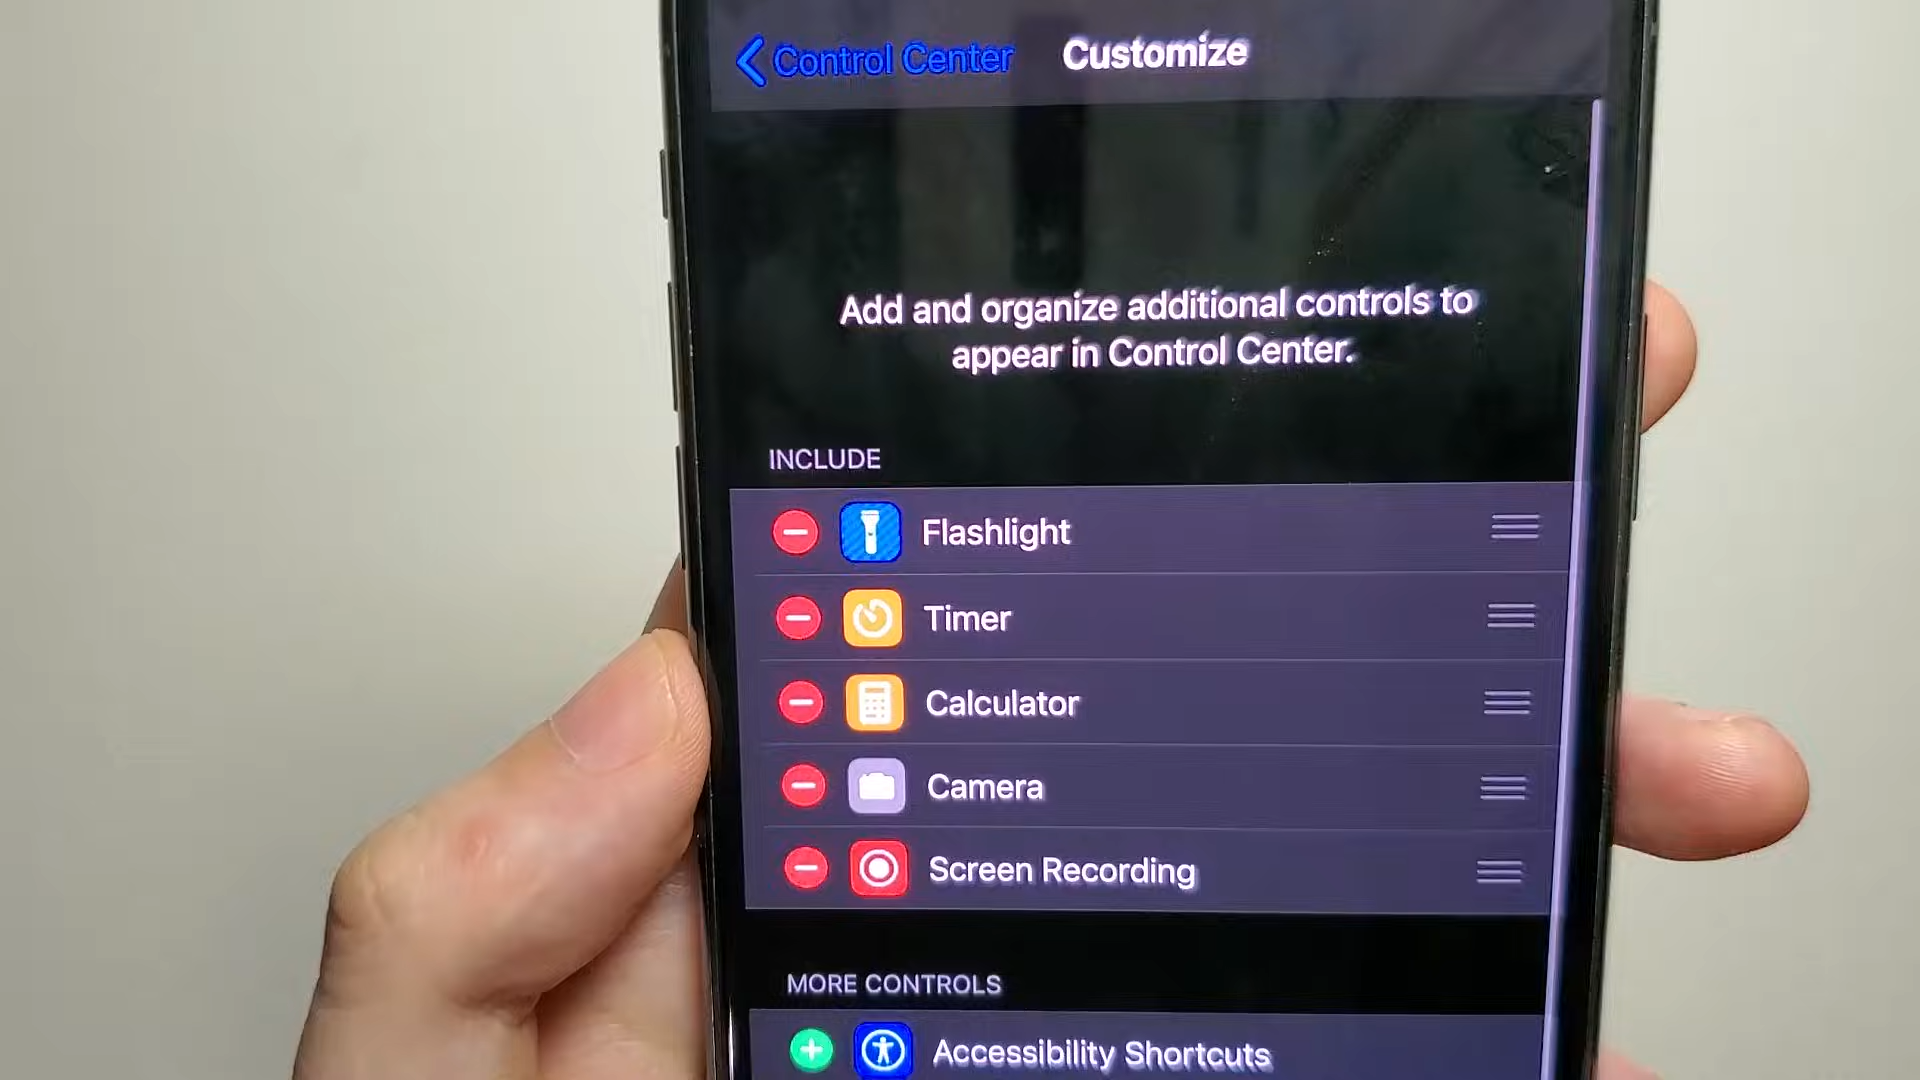 Control Center
Customize
Add and organize additional controls to
appear in Control Center.
INCLUDE
Flashlight
Timer
Calculator
Camera
Screen Recording
MORE CONTROLS
Accessibility Shortcuts